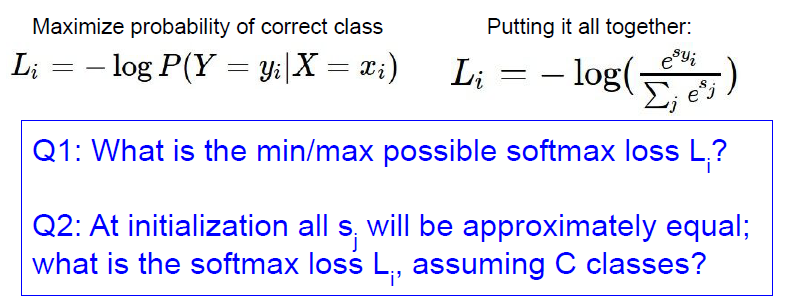 Maximize probability of correct class
Putting it all together:
L_i = − log P(Y = y_i|X = x_i)
L_i = − log(e^{s_{y_i}} / ∑_j e^{s_j})
Q1: What is the min/max possible softmax loss L_i?
Q2: At initialization all s_j will be approximately equal;
what is the softmax loss L_i, assuming C classes?